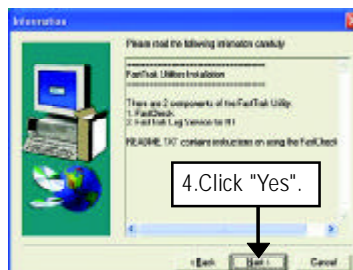 Information
Please read the following information carefully
FastTrak Utilities Installation
There are 2 components of the FastTrak Utility.
1. FastCheck
2. FastTrak Log Service for NT
README.TXT contains instructions on using the FastCheck
4.Click "Yes".
< Back
Next >
Cancel